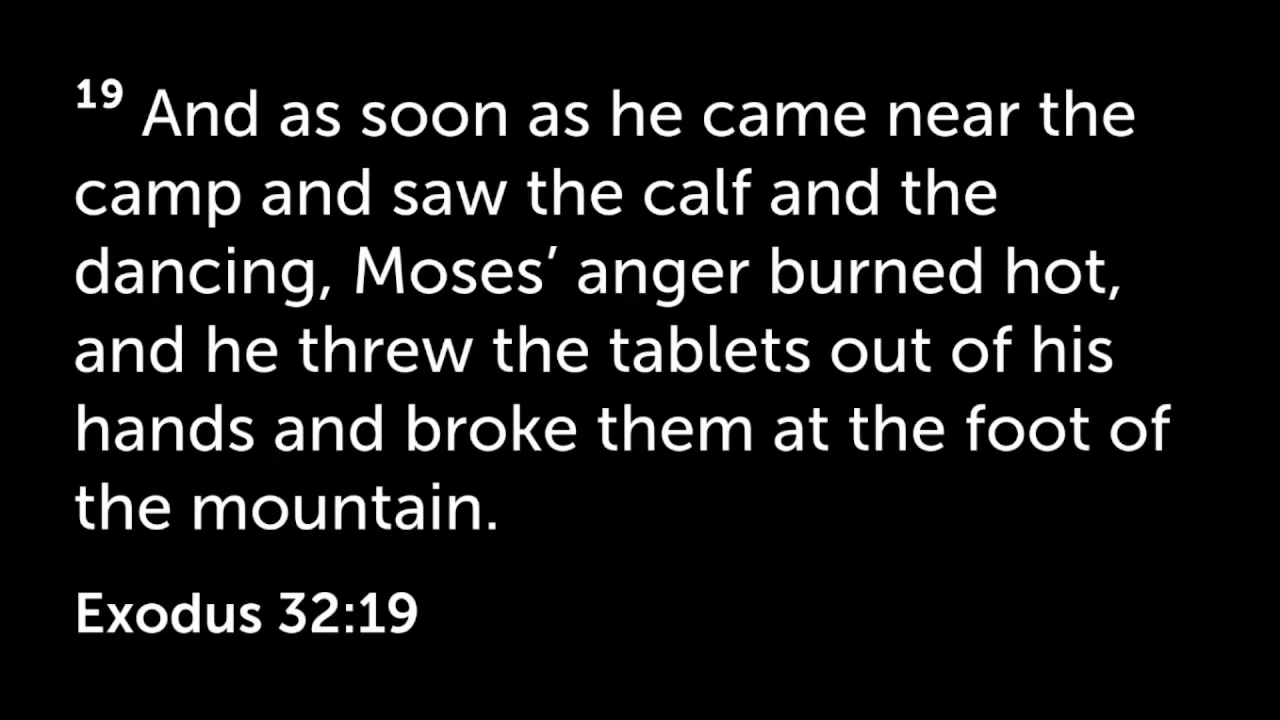 19 And as soon as he came near the
camp and saw the calf and the
dancing, Moses’ anger burned hot,
and he threw the tablets out of his
hands and broke them at the foot of
the mountain.
Exodus 32:19